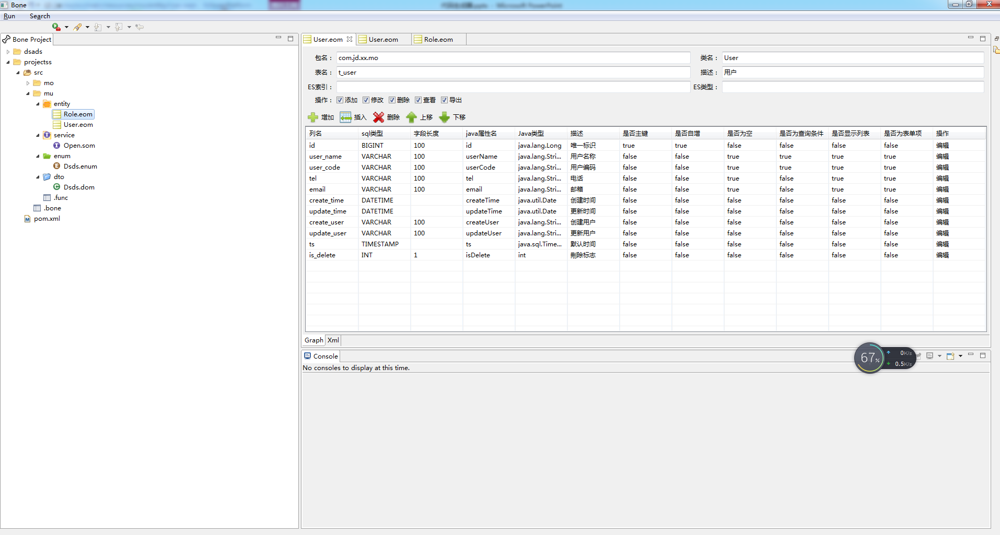 Bone
Run Search
Bone Project
dsads
projectss
src
mo
mu
entity
Role.eom
User.eom
service
Open.som
enum
Dsds.enum
dto
Dsds.dom
.func
.bone
pom.xml
User.eom User.eom Role.eom
包名： com.jd.xx.mo 类名： User
表名： t_user 描述： 用户
ES索引： ES类型：
操作： 添加 修改 删除 查看 导出
增加 插入 删除 上移 下移
列名 sql类型 字段长度 java属性名 Java类型 描述 是否主键 是否自增 是否为空 是否为查询条件 是否显示列表 是否为表单项 操作
id BIGINT 100 id java.lang.Long 唯一标识 true true false false false false 编辑
user_name VARCHAR 100 userName java.lang.Stri... 用户名称 false false true true true true 编辑
user_code VARCHAR 100 userCode java.lang.Stri... 用户编码 false false true true true true 编辑
tel VARCHAR 100 tel java.lang.Stri... 电话 false false true false true true 编辑
email VARCHAR 100 email java.lang.Stri... 邮箱 false false true false true true 编辑
create_time DATETIME createTime java.util.Date 创建时间 false false false false false false 编辑
update_time DATETIME updateTime java.util.Date 更新时间 false false false false false false 编辑
create_user VARCHAR 100 createUser java.lang.Stri... 创建用户 false false false false false false 编辑
update_user VARCHAR 100 updateUser java.lang.Stri... 更新用户 false false false false false false 编辑
ts TIMESTAMP ts java.sql.Time... 默认时间 false false false false false false 编辑
is_delete INT 1 isDelete int 删除标志 false false false false false false 编辑
Graph Xml
Console
No consoles to display at this time.
67%
0K/s
0.5K/s